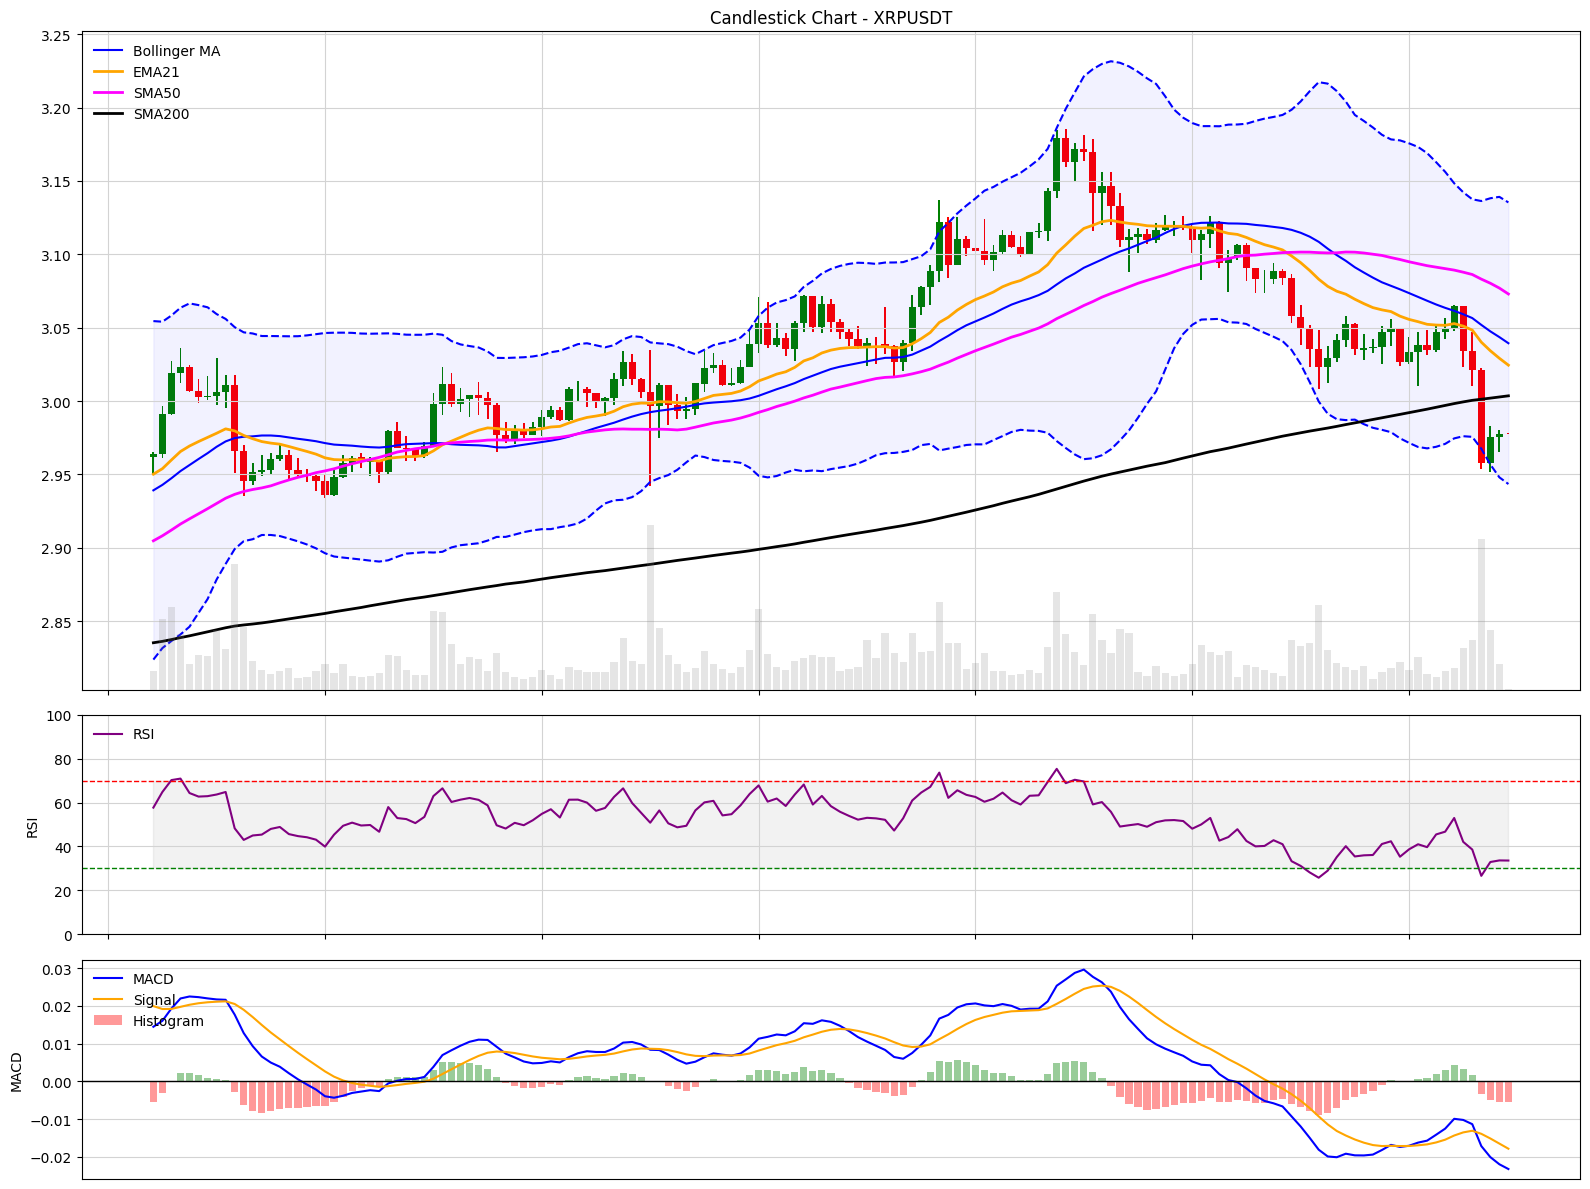 Candlestick Chart - XRPUSDT
3.25
3.20
3.15
3.10
3.05
3.00
2.95
2.90
2.85
Bollinger MA
EMA21
SMA50
SMA200
100
80
60
40
20
0
RSI
RSI
0.03
0.02
0.01
0.00
−0.01
−0.02
MACD
MACD
Signal
Histogram